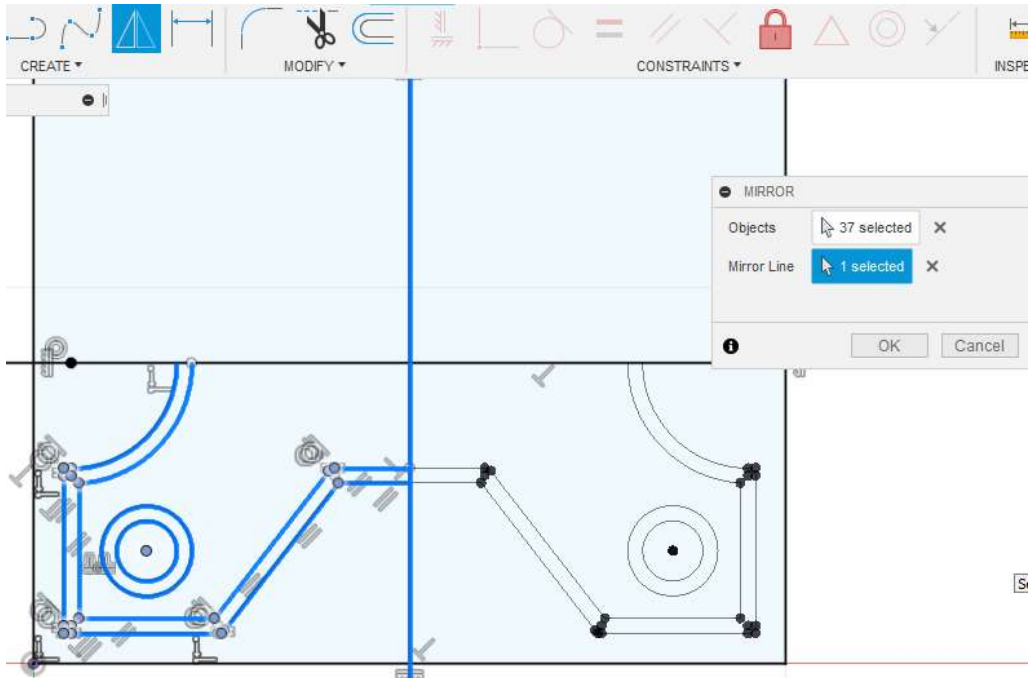 CREATE ▾
MODIFY ▾
CONSTRAINTS ▾
INSPE
MIRROR
Objects
37 selected
Mirror Line
1 selected
OK
Cancel